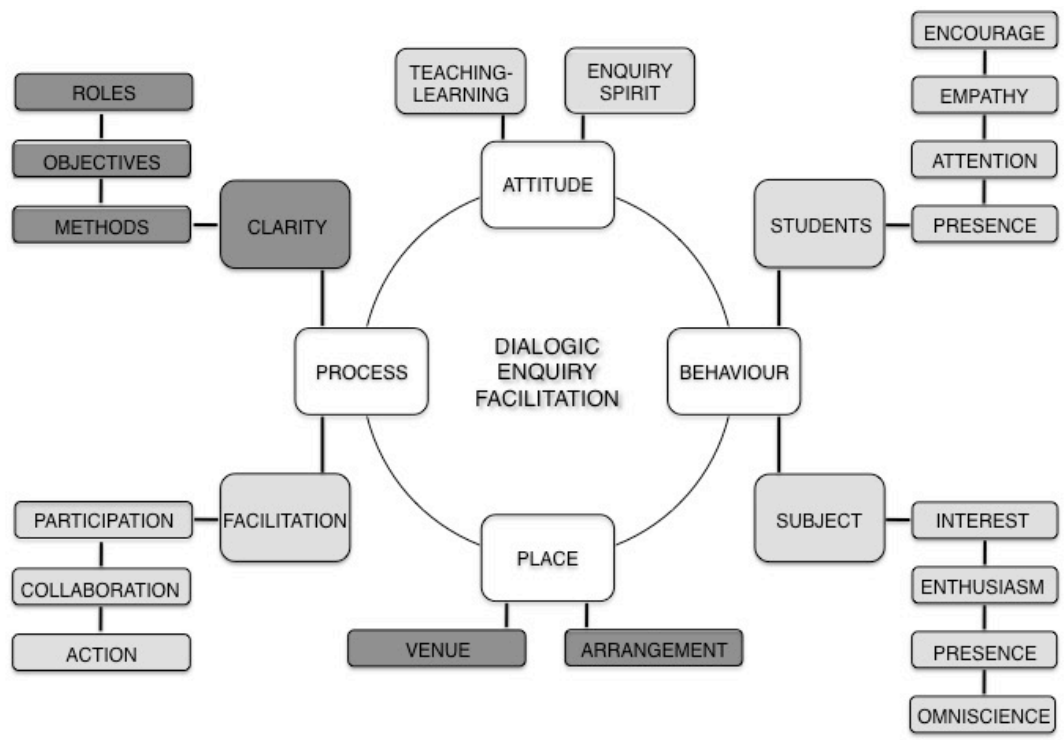 ENCOURAGE
TEACHING-
LEARNING
ENQUIRY
SPIRIT
ROLES
EMPATHY
OBJECTIVES
ATTENTION
ATTITUDE
METHODS
CLARITY
STUDENTS
PRESENCE
DIALOGIC
ENQUIRY
FACILITATION
PROCESS
BEHAVIOUR
PARTICIPATION
FACILITATION
SUBJECT
INTEREST
PLACE
COLLABORATION
ENTHUSIASM
ACTION
VENUE
ARRANGEMENT
PRESENCE
OMNISCIENCE